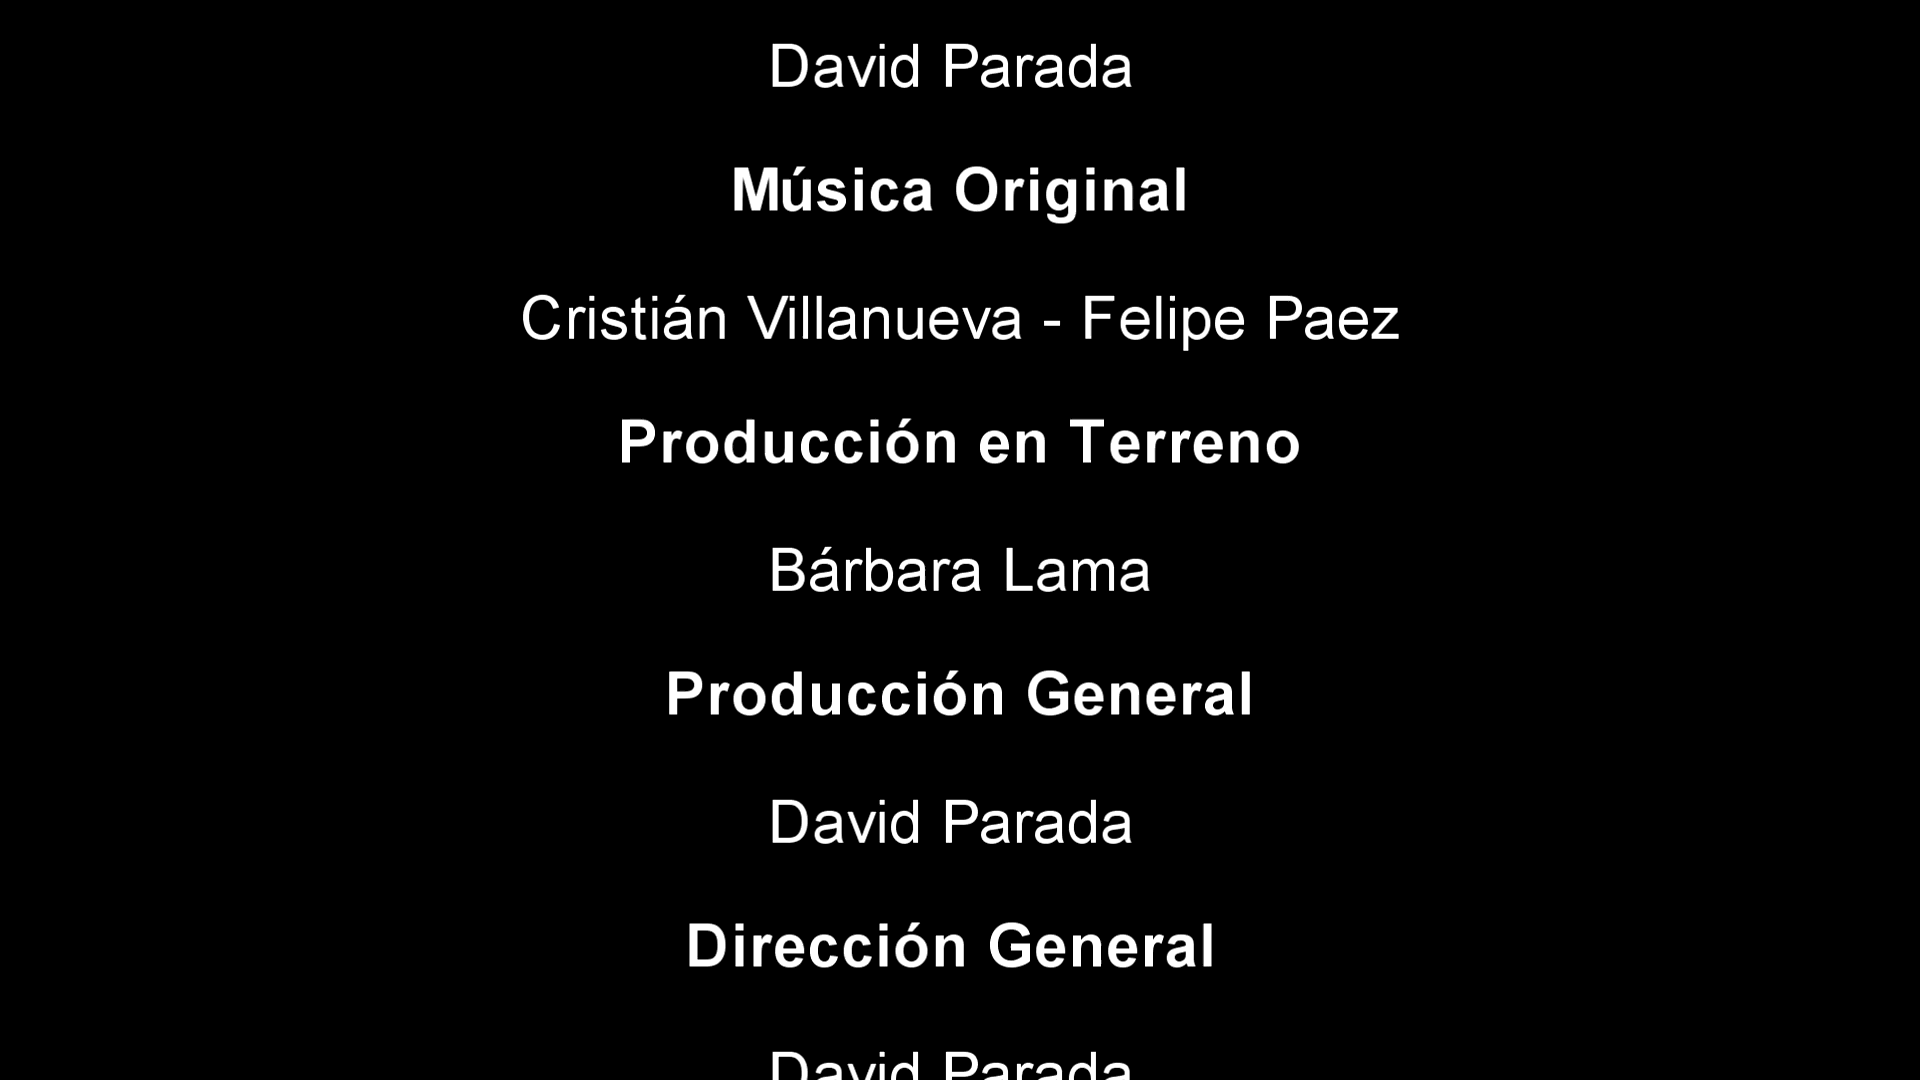 David Parada
Música Original
Cristián Villanueva - Felipe Paez
Producción en Terreno
Bárbara Lama
Producción General
David Parada
Dirección General
David Parada